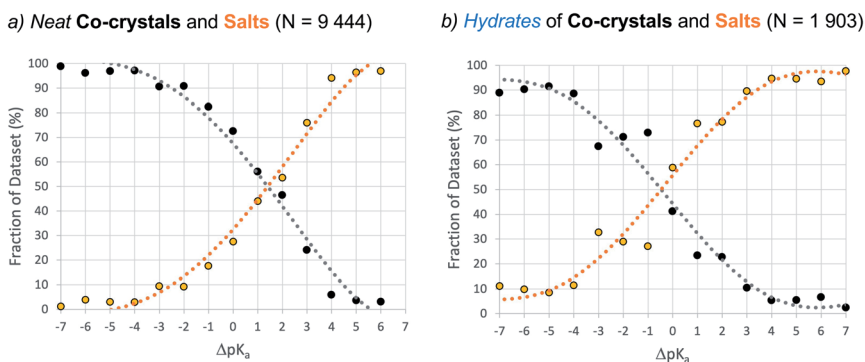 a) Neat Co-crystals and Salts (N = 9 444)
Fraction of Dataset (%)
100
90
80
70
60
50
40
30
20
10
0
-7 -6 -5 -4 -3 -2 -1 0 1 2 3 4 5 6 7
ΔpKa
b) Hydrates of Co-crystals and Salts (N = 1 903)
Fraction of Dataset (%)
100
90
80
70
60
50
40
30
20
10
0
-7 -6 -5 -4 -3 -2 -1 0 1 2 3 4 5 6 7
ΔpKa